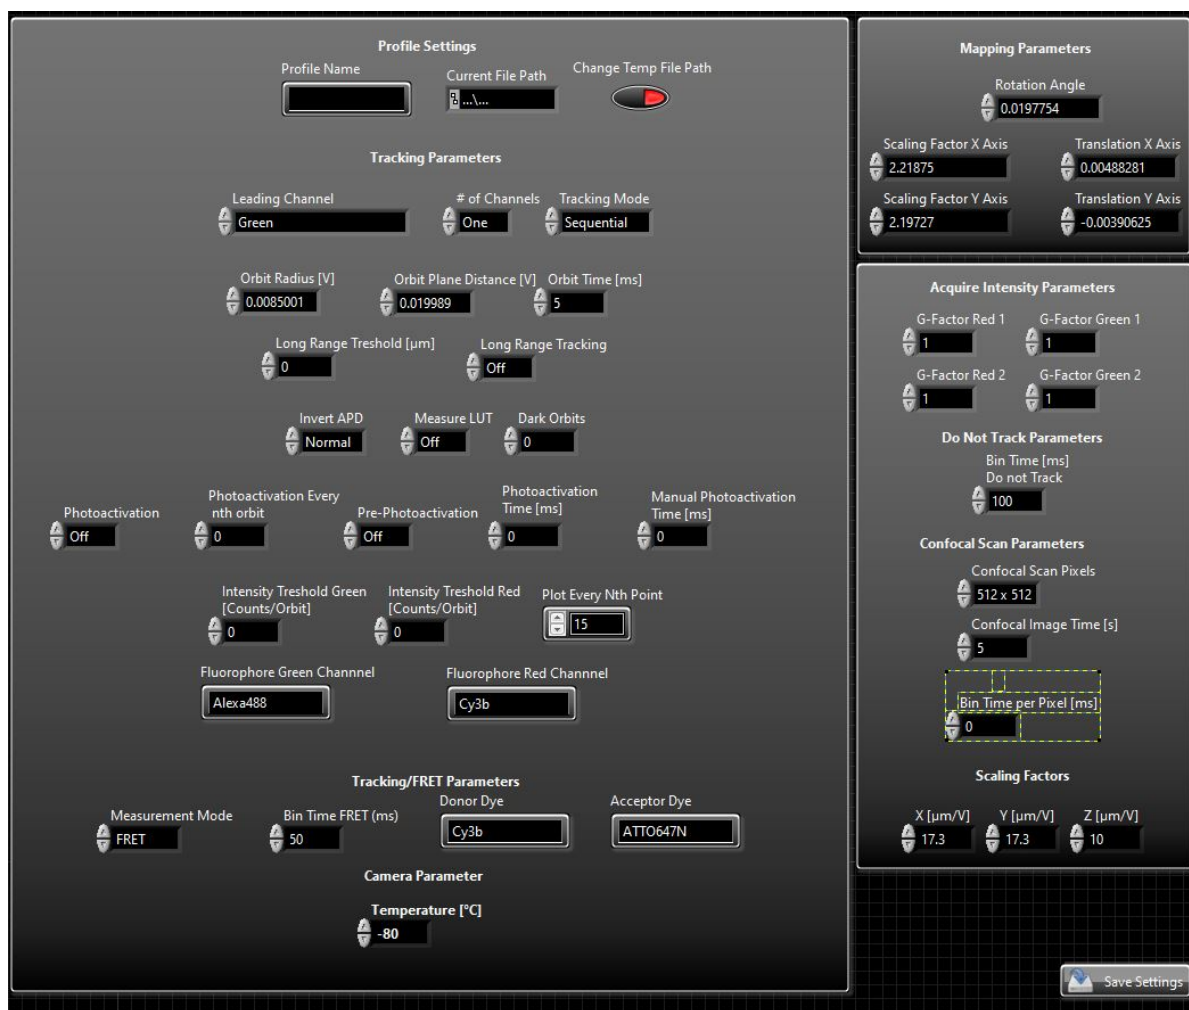 Profile Settings
Profile Name
Current File Path
Change Temp File Path
...\...
Tracking Parameters
Leading Channel
# of Channels
Tracking Mode
Green
One
Sequential
Orbit Radius [V]
Orbit Plane Distance [V]
Orbit Time [ms]
0.0085001
0.019989
5
Long Range Treshold [µm]
Long Range Tracking
0
Off
Invert APD
Measure LUT
Dark Orbits
Normal
Off
0
Photoactivation
Photoactivation Every
nth orbit
Pre-Photoactivation
Photoactivation
Time [ms]
Manual Photoactivation
Time [ms]
Off
0
Off
0
0
Intensity Treshold Green
[Counts/Orbit]
Intensity Treshold Red
[Counts/Orbit]
Plot Every Nth Point
0
0
15
Fluorophore Green Channnel
Fluorophore Red Channnel
Alexa488
Cy3b
Tracking/FRET Parameters
Measurement Mode
Bin Time FRET (ms)
Donor Dye
Acceptor Dye
FRET
50
Cy3b
ATTO647N
Camera Parameter
Temperature [°C]
-80
Mapping Parameters
Rotation Angle
0.0197754
Scaling Factor X Axis
Translation X Axis
2.21875
0.00488281
Scaling Factor Y Axis
Translation Y Axis
2.19727
-0.00390625
Acquire Intensity Parameters
G-Factor Red 1
G-Factor Green 1
1
1
G-Factor Red 2
G-Factor Green 2
1
1
Do Not Track Parameters
Bin Time [ms]
Do not Track
100
Confocal Scan Parameters
Confocal Scan Pixels
512 x 512
Confocal Image Time [s]
5
Bin Time per Pixel [ms]
0
Scaling Factors
X [µm/V]
Y [µm/V]
Z [µm/V]
17.3
17.3
10
Save Settings